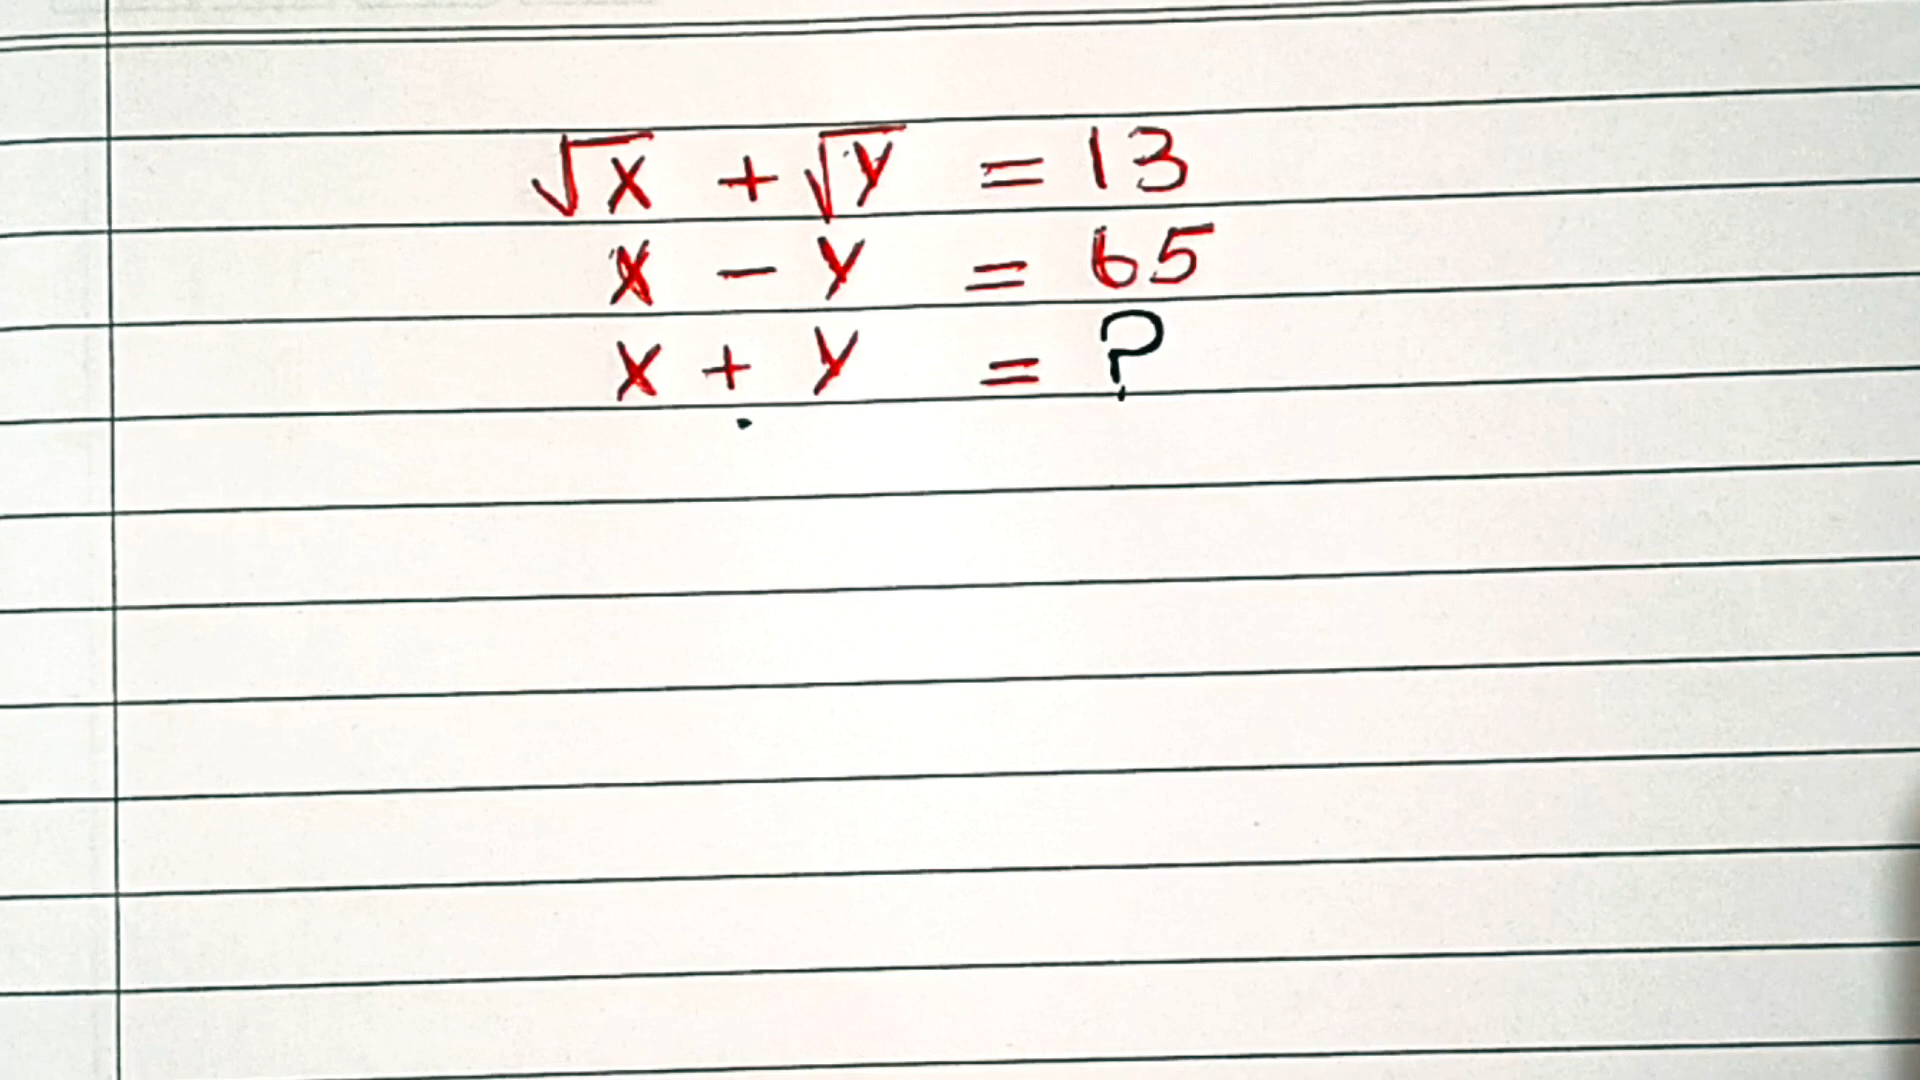 √x + √y = 13
x - y = 65
x + y = ?